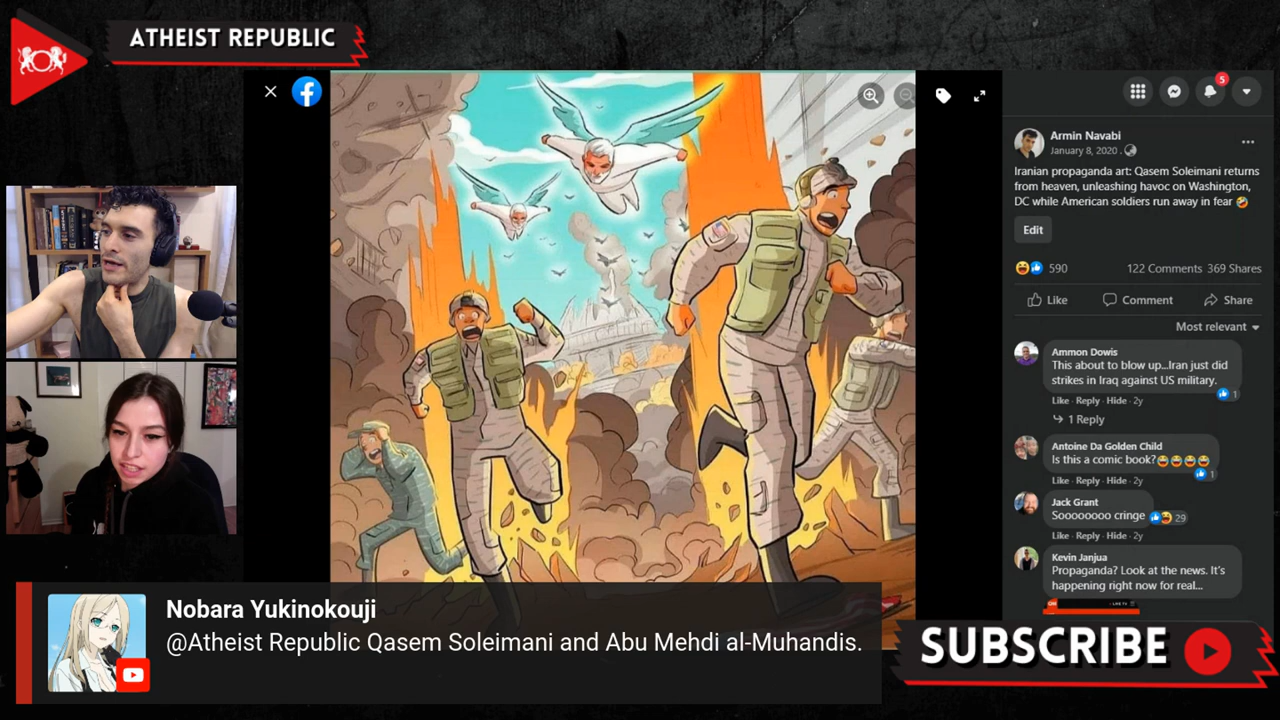 ATHEIST REPUBLIC
5
Armin Navabi
January 8, 2020 ·
Iranian propaganda art: Qasem Soleimani returns
from heaven, unleashing havoc on Washington,
DC while American soldiers run away in fear 🤣
Edit
590
122 Comments 369 Shares
Like
Comment
Share
Most relevant
Ammon Dowis
This about to blow up...Iran just did
strikes in Iraq against US military.
1
Like · Reply · Hide · 2y
1 Reply
Antoine Da Golden Child
Is this a comic book?😂😂😂😂
1
Like · Reply · Hide · 2y
Jack Grant
Soooooooo cringe
29
Like · Reply · Hide · 2y
Kevin Janjua
Propaganda? Look at the news. It's
happening right now for real...
Nobara Yukinokouji
@Atheist Republic Qasem Soleimani and Abu Mehdi al-Muhandis.
SUBSCRIBE